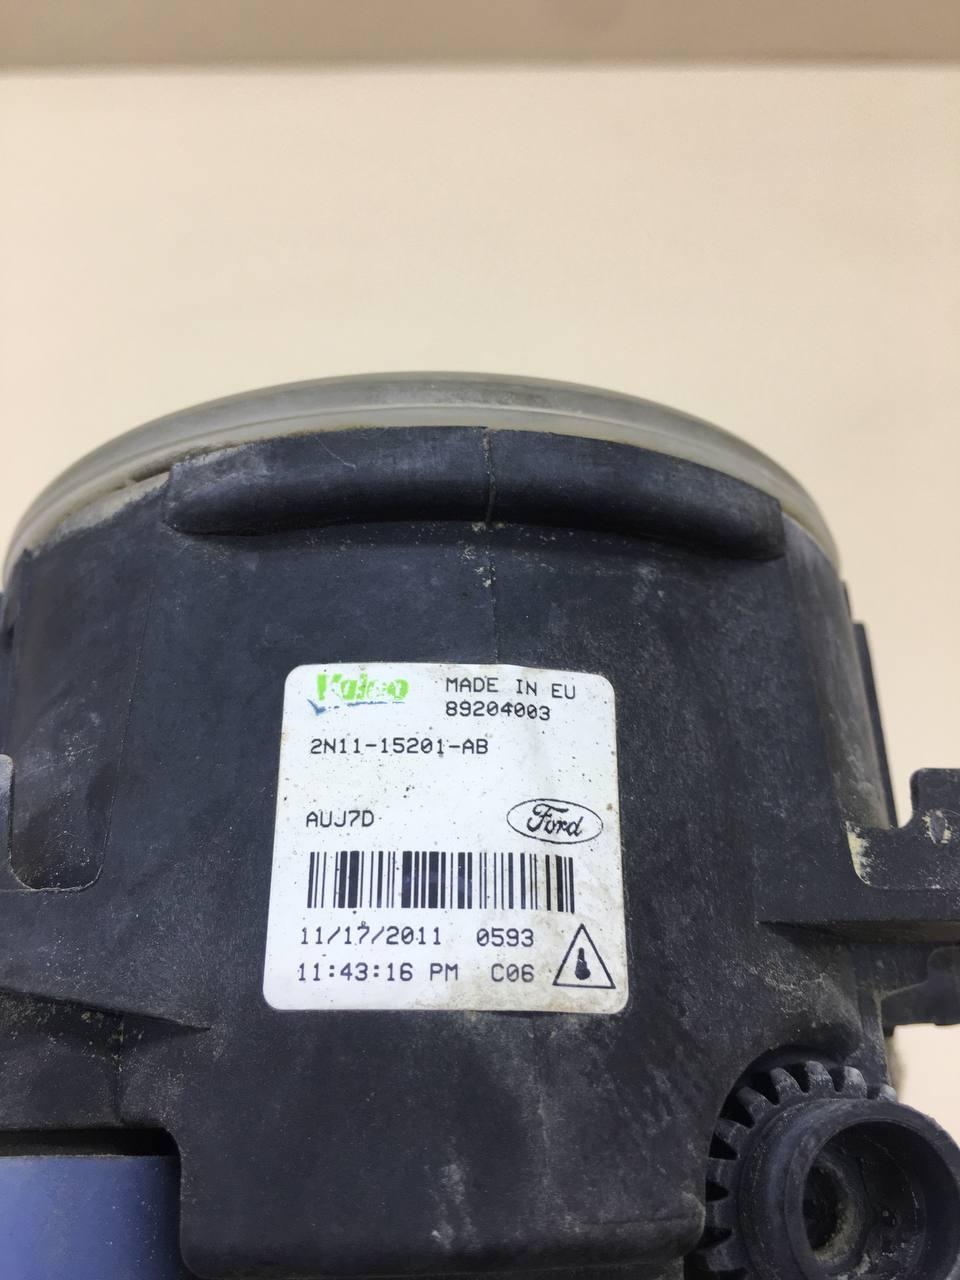 Valeo MADE IN EU
89204003
2N11-15201-AB
AUJ7D Ford
11/17/2011 0593
11:43:16 PM C06